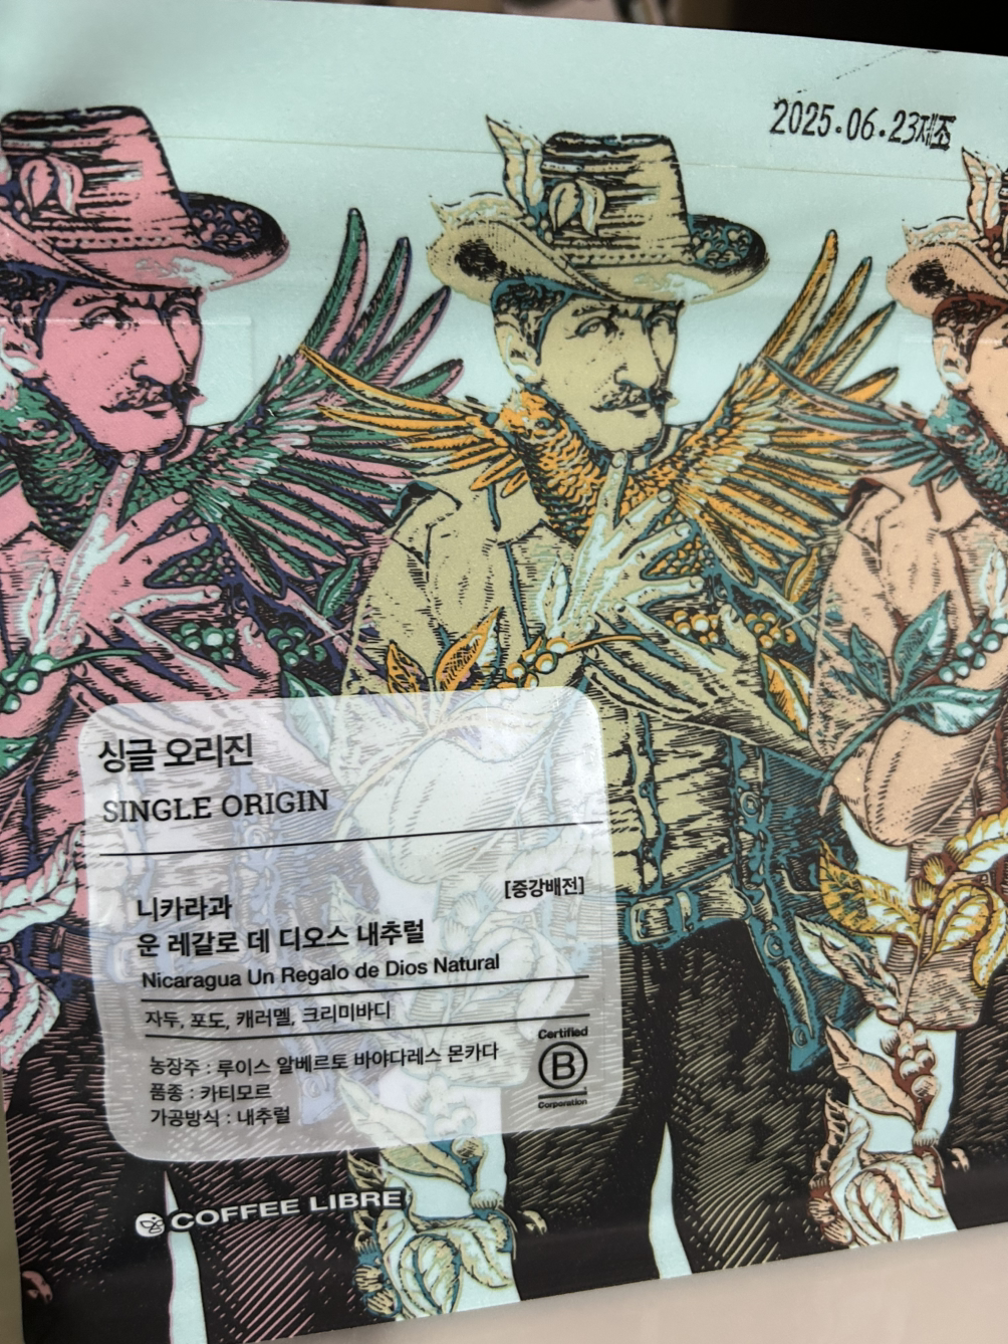 2025.06.23제조
싱글 오리진
SINGLE ORIGIN
[중강배전]
니카라과
운 레갈로 데 디오스 내추럴
Nicaragua Un Regalo de Dios Natural
자두, 포도, 캐러멜, 크리미바디
농장주 : 루이스 알베르토 바야다레스 몬카다
품종 : 카티모르
가공방식 : 내추럴
Certified
B
Corporation
COFFEE LIBRE